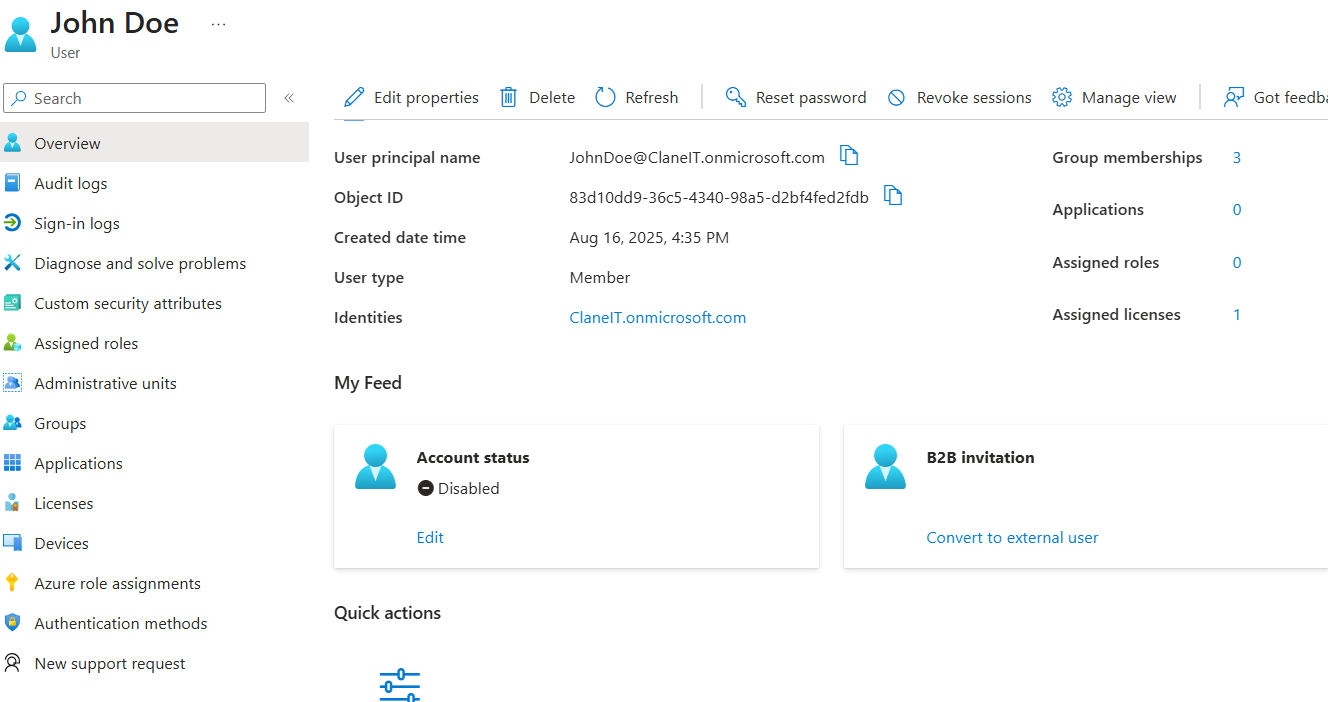 John Doe ...
User
Search
«
Edit properties
Delete
Refresh
Reset password
Revoke sessions
Manage view
Got feedba
Overview
Audit logs
Sign-in logs
Diagnose and solve problems
Custom security attributes
Assigned roles
Administrative units
Groups
Applications
Licenses
Devices
Azure role assignments
Authentication methods
New support request
User principal name JohnDoe@ClaneIT.onmicrosoft.com
Object ID 83d10dd9-36c5-4340-98a5-d2bf4fed2fdb
Created date time Aug 16, 2025, 4:35 PM
User type Member
Identities ClaneIT.onmicrosoft.com
Group memberships 3
Applications 0
Assigned roles 0
Assigned licenses 1
My Feed
Account status
Disabled
Edit
B2B invitation
Convert to external user
Quick actions